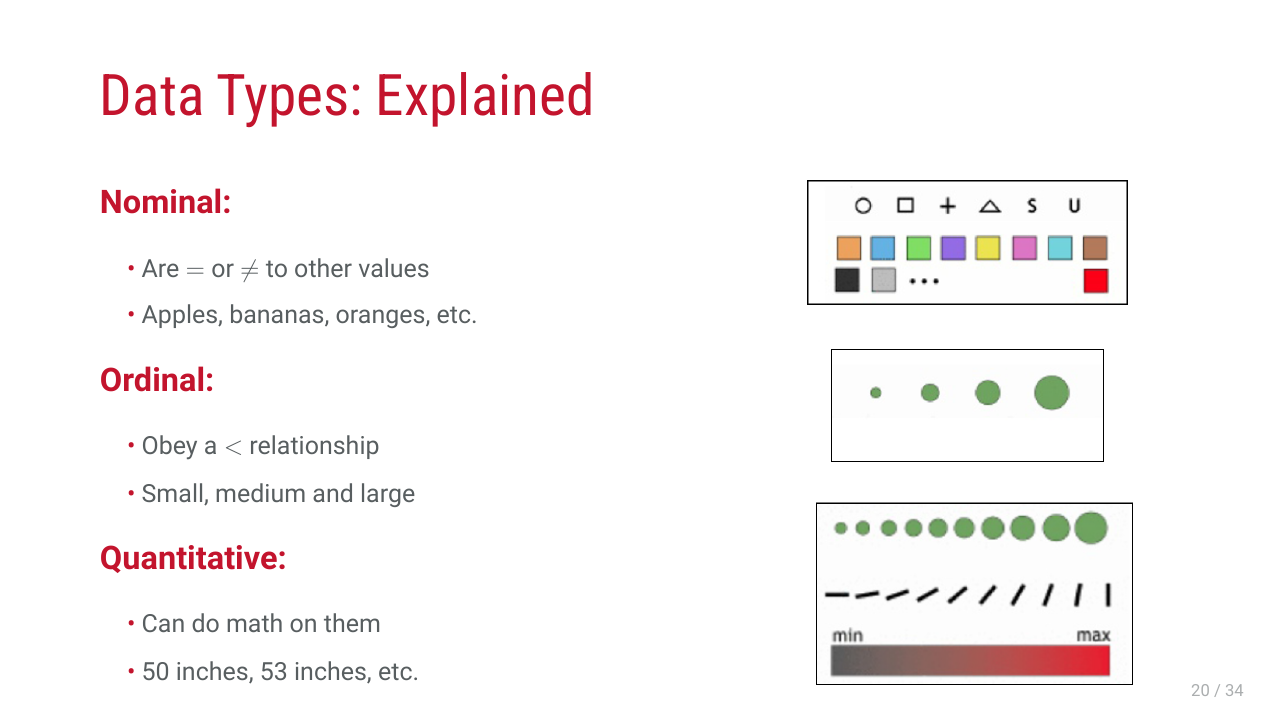 Data Types: Explained
Nominal:
• Are = or ≠ to other values
• Apples, bananas, oranges, etc.
Ordinal:
• Obey a < relationship
• Small, medium and large
Quantitative:
• Can do math on them
• 50 inches, 53 inches, etc.
S U
min max
20 / 34